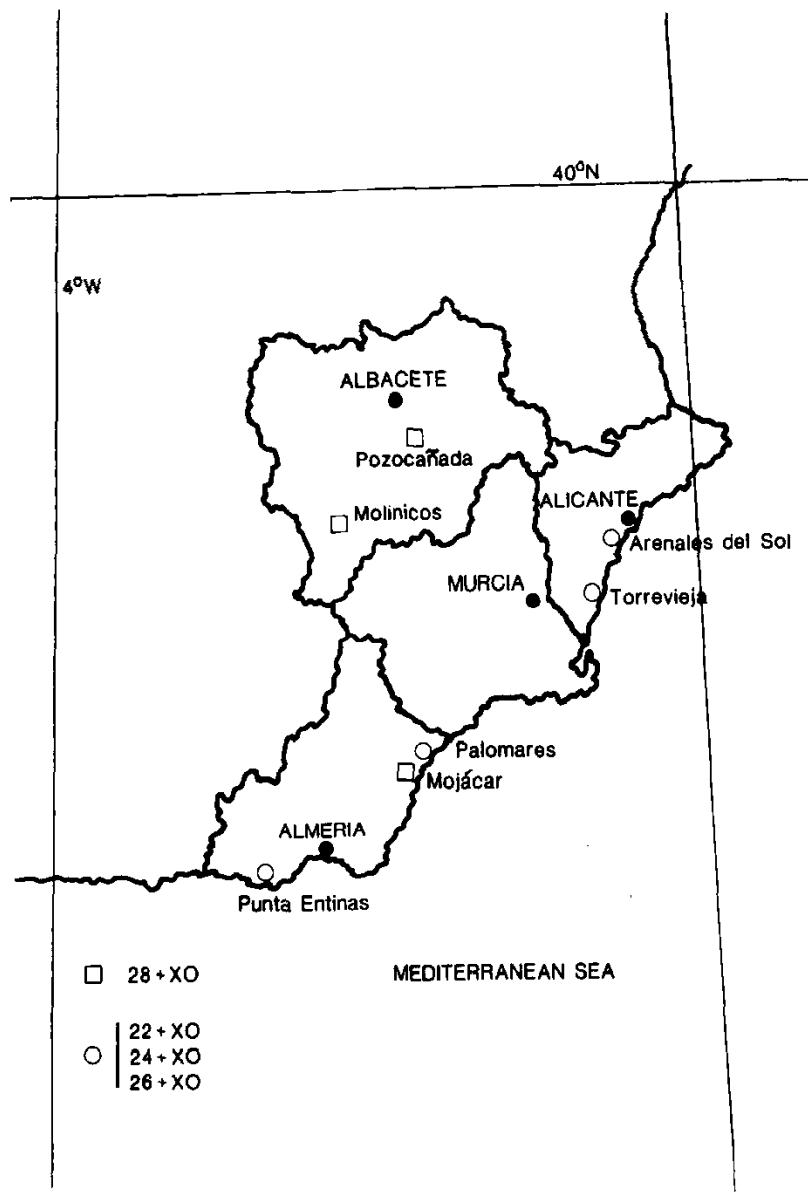 40°N
4°W
ALBACETE
Pozocañada
Molinicos
ALICANTE
Arenales del Sol
MURCIA
Torrevieja
Palomares
Mojácar
ALMERIA
Punta Entinas
28+XO
MEDITERRANEAN SEA
22+XO
24+XO
26+XO